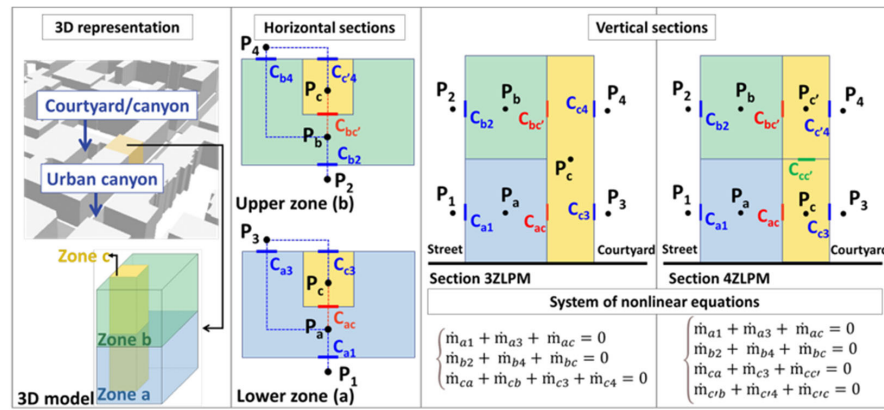 3D representation
Courtyard/canyon
Urban canyon
Zone c
Zone b
Zone a
3D model
Horizontal sections
P4
Cb4
Cc'4
Pc
Cbc'
Pb
Cb2
P2
Upper zone (b)
P3
Ca3
Cc3
Pc
Cac
Pa
Ca1
P1
Lower zone (a)
Vertical sections
P2
Cb2
Pb
Cbc'
Cc4
P4
Pc
P1
Ca1
Pa
Cac
Cc3
P3
Street
Courtyard
Section 3ZLPM
P2
Cb2
Pb
Cbc'
Pc'
Cc'4
P4
Ccc'
P1
Ca1
Pa
Cac
Pc
Cc3
P3
Street
Courtyard
Section 4ZLPM
System of nonlinear equations
ṁa1 + ṁa3 + ṁac = 0
ṁb2 + ṁb4 + ṁbc = 0
ṁca + ṁcb + ṁc3 + ṁc4 = 0
ṁa1 + ṁa3 + ṁac = 0
ṁb2 + ṁb4 + ṁbc = 0
ṁca + ṁc3 + ṁcc' = 0
ṁc'b + ṁc'4 + ṁc'c = 0